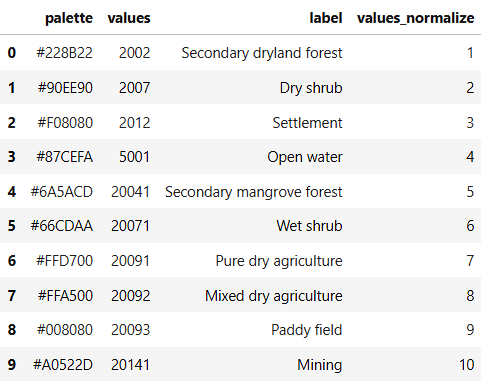 palette values label values_normalize
0 #228B22 2002 Secondary dryland forest 1
1 #90EE90 2007 Dry shrub 2
2 #F08080 2012 Settlement 3
3 #87CEFA 5001 Open water 4
4 #6A5ACD 20041 Secondary mangrove forest 5
5 #66CDAA 20071 Wet shrub 6
6 #FFD700 20091 Pure dry agriculture 7
7 #FFA500 20092 Mixed dry agriculture 8
8 #008080 20093 Paddy field 9
9 #A0522D 20141 Mining 10